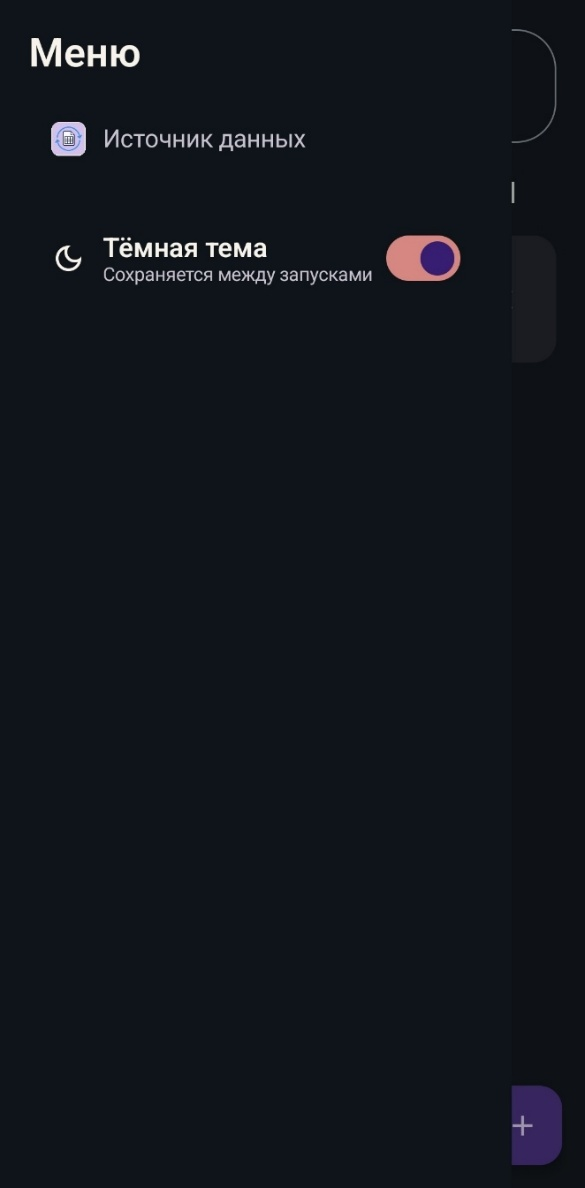 Меню
Источник данных
Тёмная тема
Сохраняется между запусками
+